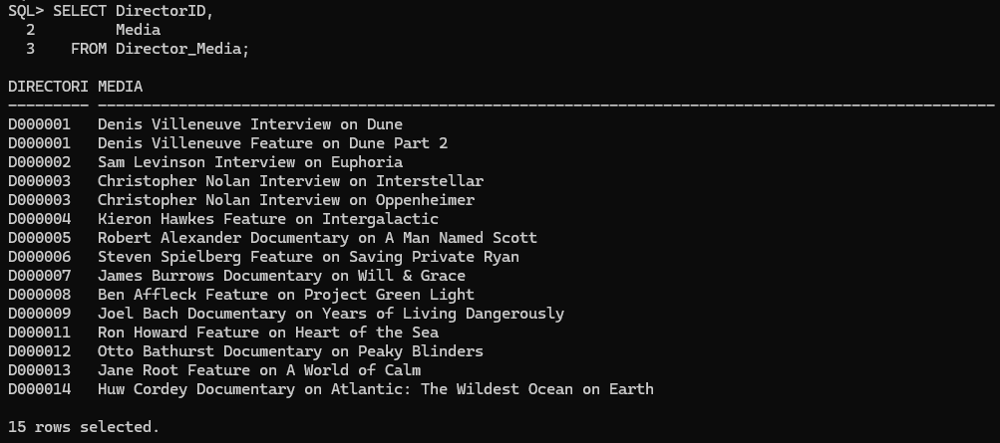 SQL> SELECT DirectorID,
  2         Media
  3    FROM Director_Media;
DIRECTORI MEDIA
--------- ----------------------------------------------------------------------------------------------------
D000001   Denis Villeneuve Interview on Dune
D000001   Denis Villeneuve Feature on Dune Part 2
D000002   Sam Levinson Interview on Euphoria
D000003   Christopher Nolan Interview on Interstellar
D000003   Christopher Nolan Interview on Oppenheimer
D000004   Kieron Hawkes Feature on Intergalactic
D000005   Robert Alexander Documentary on A Man Named Scott
D000006   Steven Spielberg Feature on Saving Private Ryan
D000007   James Burrows Documentary on Will & Grace
D000008   Ben Affleck Feature on Project Green Light
D000009   Joel Bach Documentary on Years of Living Dangerously
D000011   Ron Howard Feature on Heart of the Sea
D000012   Otto Bathurst Documentary on Peaky Blinders
D000013   Jane Root Feature on A World of Calm
D000014   Huw Cordey Documentary on Atlantic: The Wildest Ocean on Earth
15 rows selected.